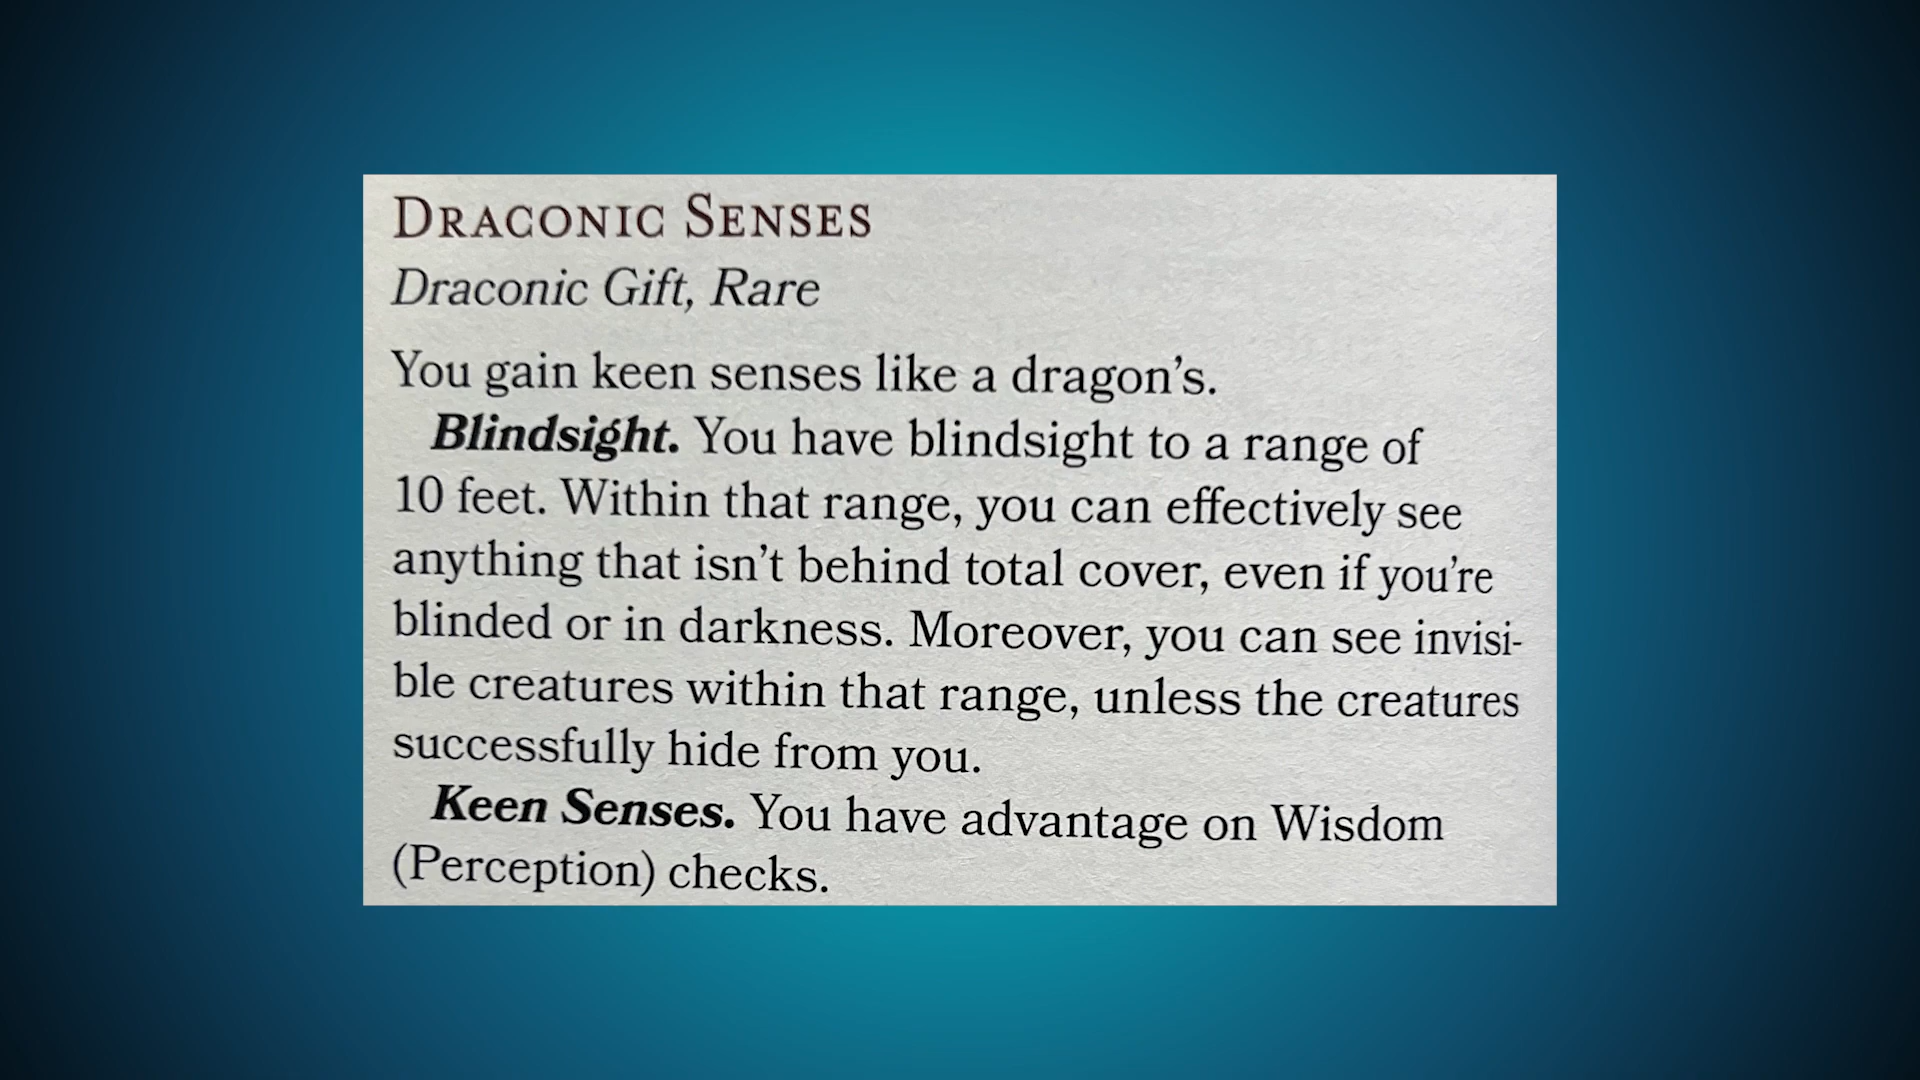 DRACONIC SENSES
Draconic Gift, Rare
You gain keen senses like a dragon's.
Blindsight. You have blindsight to a range of
10 feet. Within that range, you can effectively see
anything that isn't behind total cover, even if you're
blinded or in darkness. Moreover, you can see invisi-
ble creatures within that range, unless the creatures
successfully hide from you.
Keen Senses. You have advantage on Wisdom
(Perception) checks.